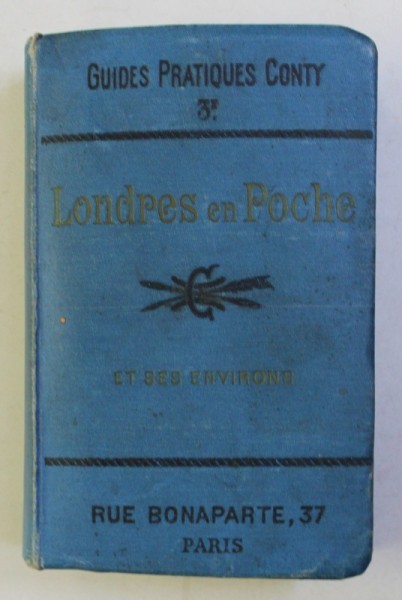 GUIDES PRATIQUES CONTY
3F.
Londres en Poche
C
ET SES ENVIRONS
RUE BONAPARTE, 37
PARIS